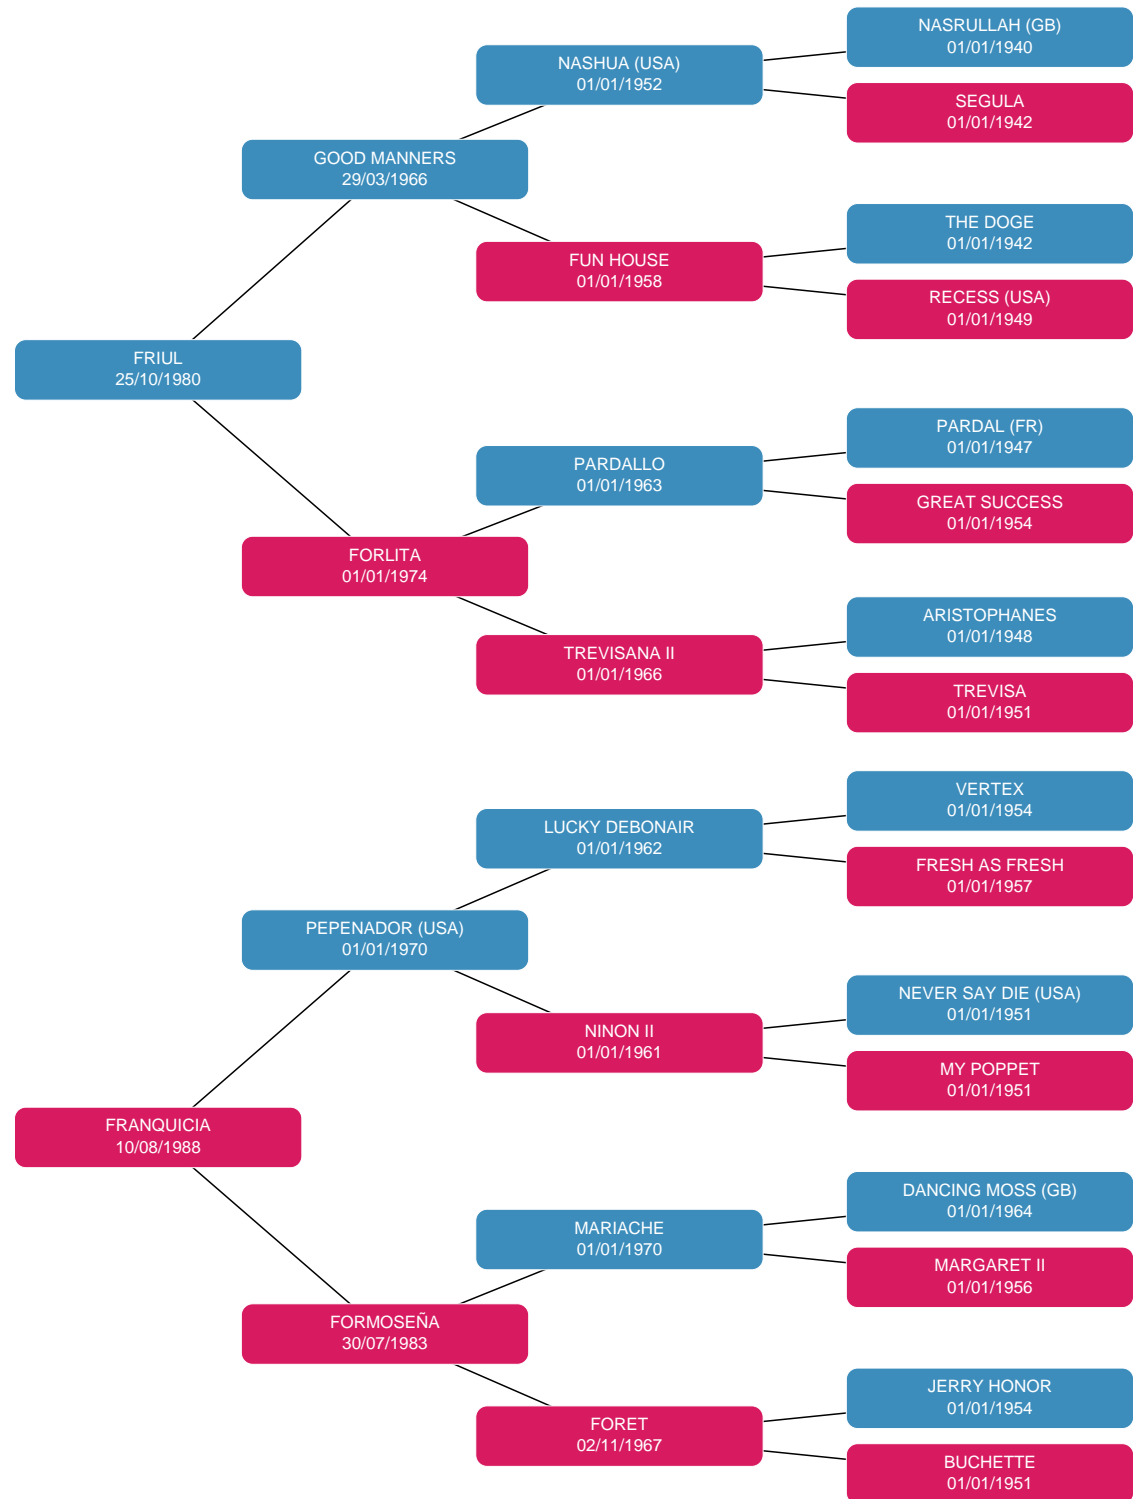 NASRULLAH (GB)
01/01/1940
NASHUA (USA)
01/01/1952
SEGULA
01/01/1942
GOOD MANNERS
29/03/1966
THE DOGE
01/01/1942
FUN HOUSE
01/01/1958
RECESS (USA)
01/01/1949
FRIUL
25/10/1980
PARDAL (FR)
01/01/1947
PARDALLO
01/01/1963
GREAT SUCCESS
01/01/1954
FORLITA
01/01/1974
ARISTOPHANES
01/01/1948
TREVISANA II
01/01/1966
TREVISA
01/01/1951
VERTEX
01/01/1954
LUCKY DEBONAIR
01/01/1962
FRESH AS FRESH
01/01/1957
PEPENADOR (USA)
01/01/1970
NEVER SAY DIE (USA)
01/01/1951
NINON II
01/01/1961
MY POPPET
01/01/1951
FRANQUICIA
10/08/1988
DANCING MOSS (GB)
01/01/1964
MARIACHE
01/01/1970
MARGARET II
01/01/1956
FORMOSEÑA
30/07/1983
JERRY HONOR
01/01/1954
FORET
02/11/1967
BUCHETTE
01/01/1951